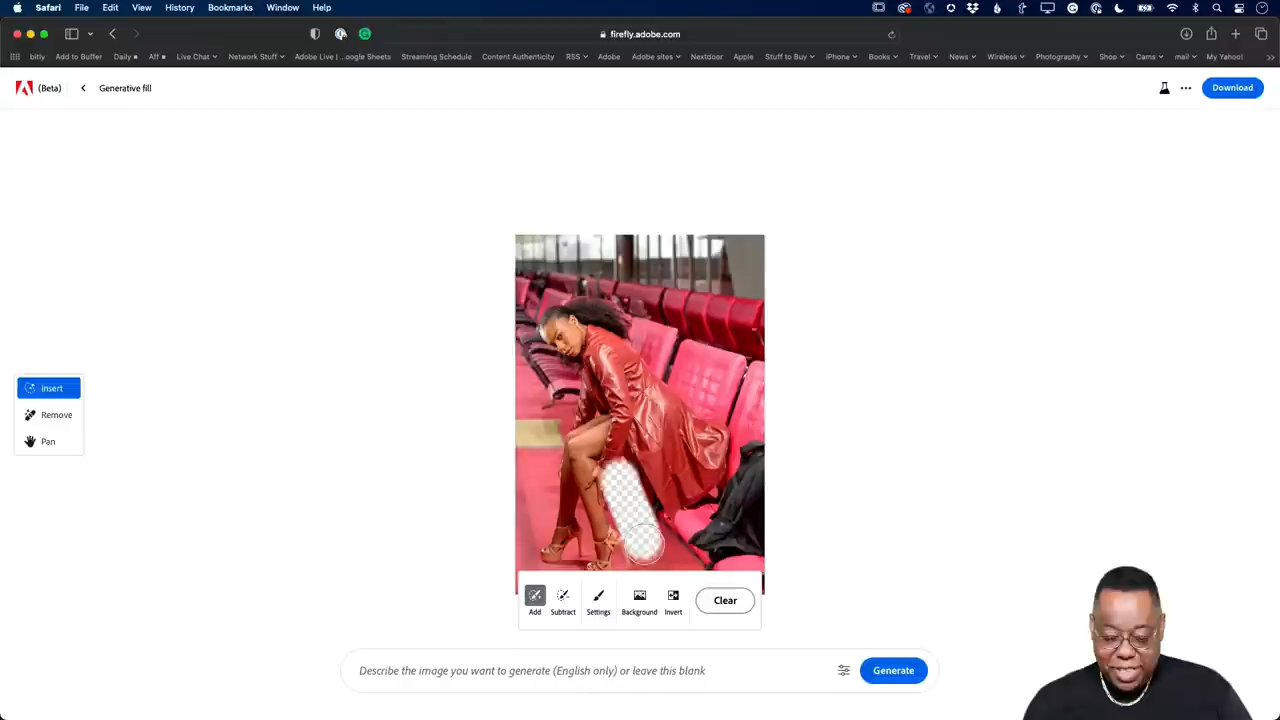 Safari File Edit View History Bookmarks Window Help
firefly.adobe.com
bitly Add to Buffer Daily Aff Live Chat Network Stuff Adobe Live |...oogle Sheets Streaming Schedule Content Authenticity RSS Adobe Adobe sites Nextdoor Apple Stuff to Buy iPhone Books Travel News Wireless Photography Shop Cams mail My Yahoo!
(Beta) Generative fill Download
Insert
Remove
Pan
Add Subtract Settings Background Invert Clear
Describe the image you want to generate (English only) or leave this blank Generate